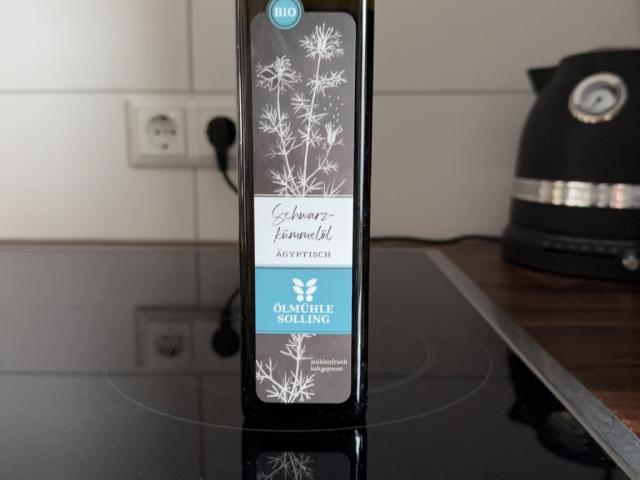 BIO
Schwarz-
kümmelöl
ÄGYPTISCH
ÖLMÜHLE
SOLLING
mühlenfrisch
kaltgepresst